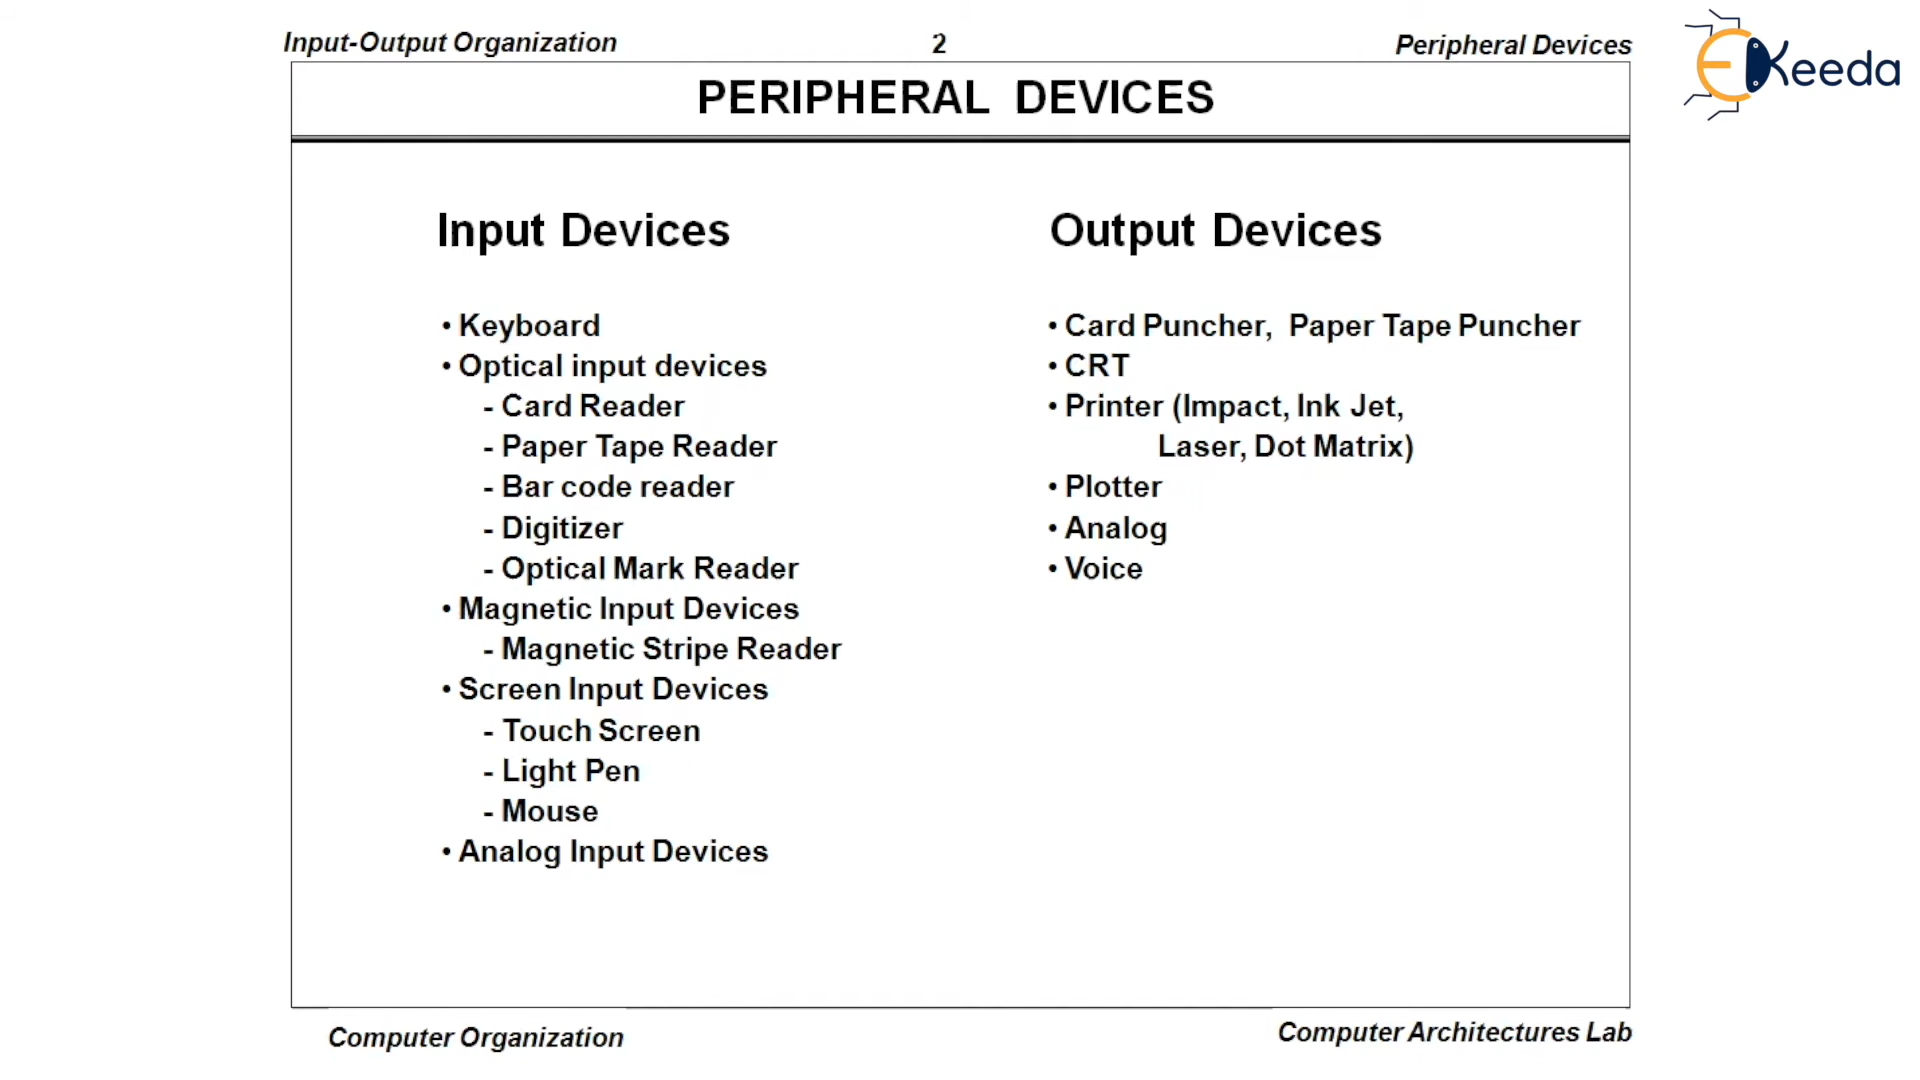 Input-Output Organization
2
Peripheral Devices
EKeeda
PERIPHERAL DEVICES
Input Devices
• Keyboard
• Optical input devices
- Card Reader
- Paper Tape Reader
- Bar code reader
- Digitizer
- Optical Mark Reader
• Magnetic Input Devices
- Magnetic Stripe Reader
• Screen Input Devices
- Touch Screen
- Light Pen
- Mouse
• Analog Input Devices
Output Devices
• Card Puncher, Paper Tape Puncher
• CRT
• Printer (Impact, Ink Jet,
Laser, Dot Matrix)
• Plotter
• Analog
• Voice
Computer Organization
Computer Architectures Lab